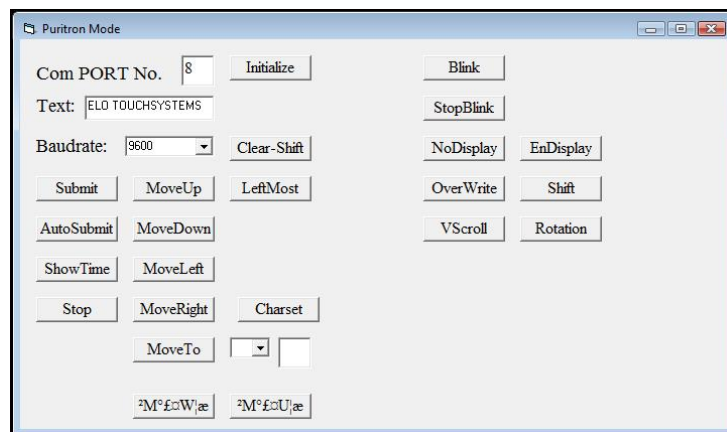 Puritron Mode
Com PORT No. 8 Initialize Blink
Text: ELO TOUCHSYSTEMS StopBlink
Baudrate: 9600 Clear-Shift NoDisplay EnDisplay
Submit MoveUp LeftMost OverWrite Shift
AutoSubmit MoveDown VScroll Rotation
ShowTime MoveLeft
Stop MoveRight Charset
MoveTo
²M°£¤W¦æ ²M°£¤U¦æ